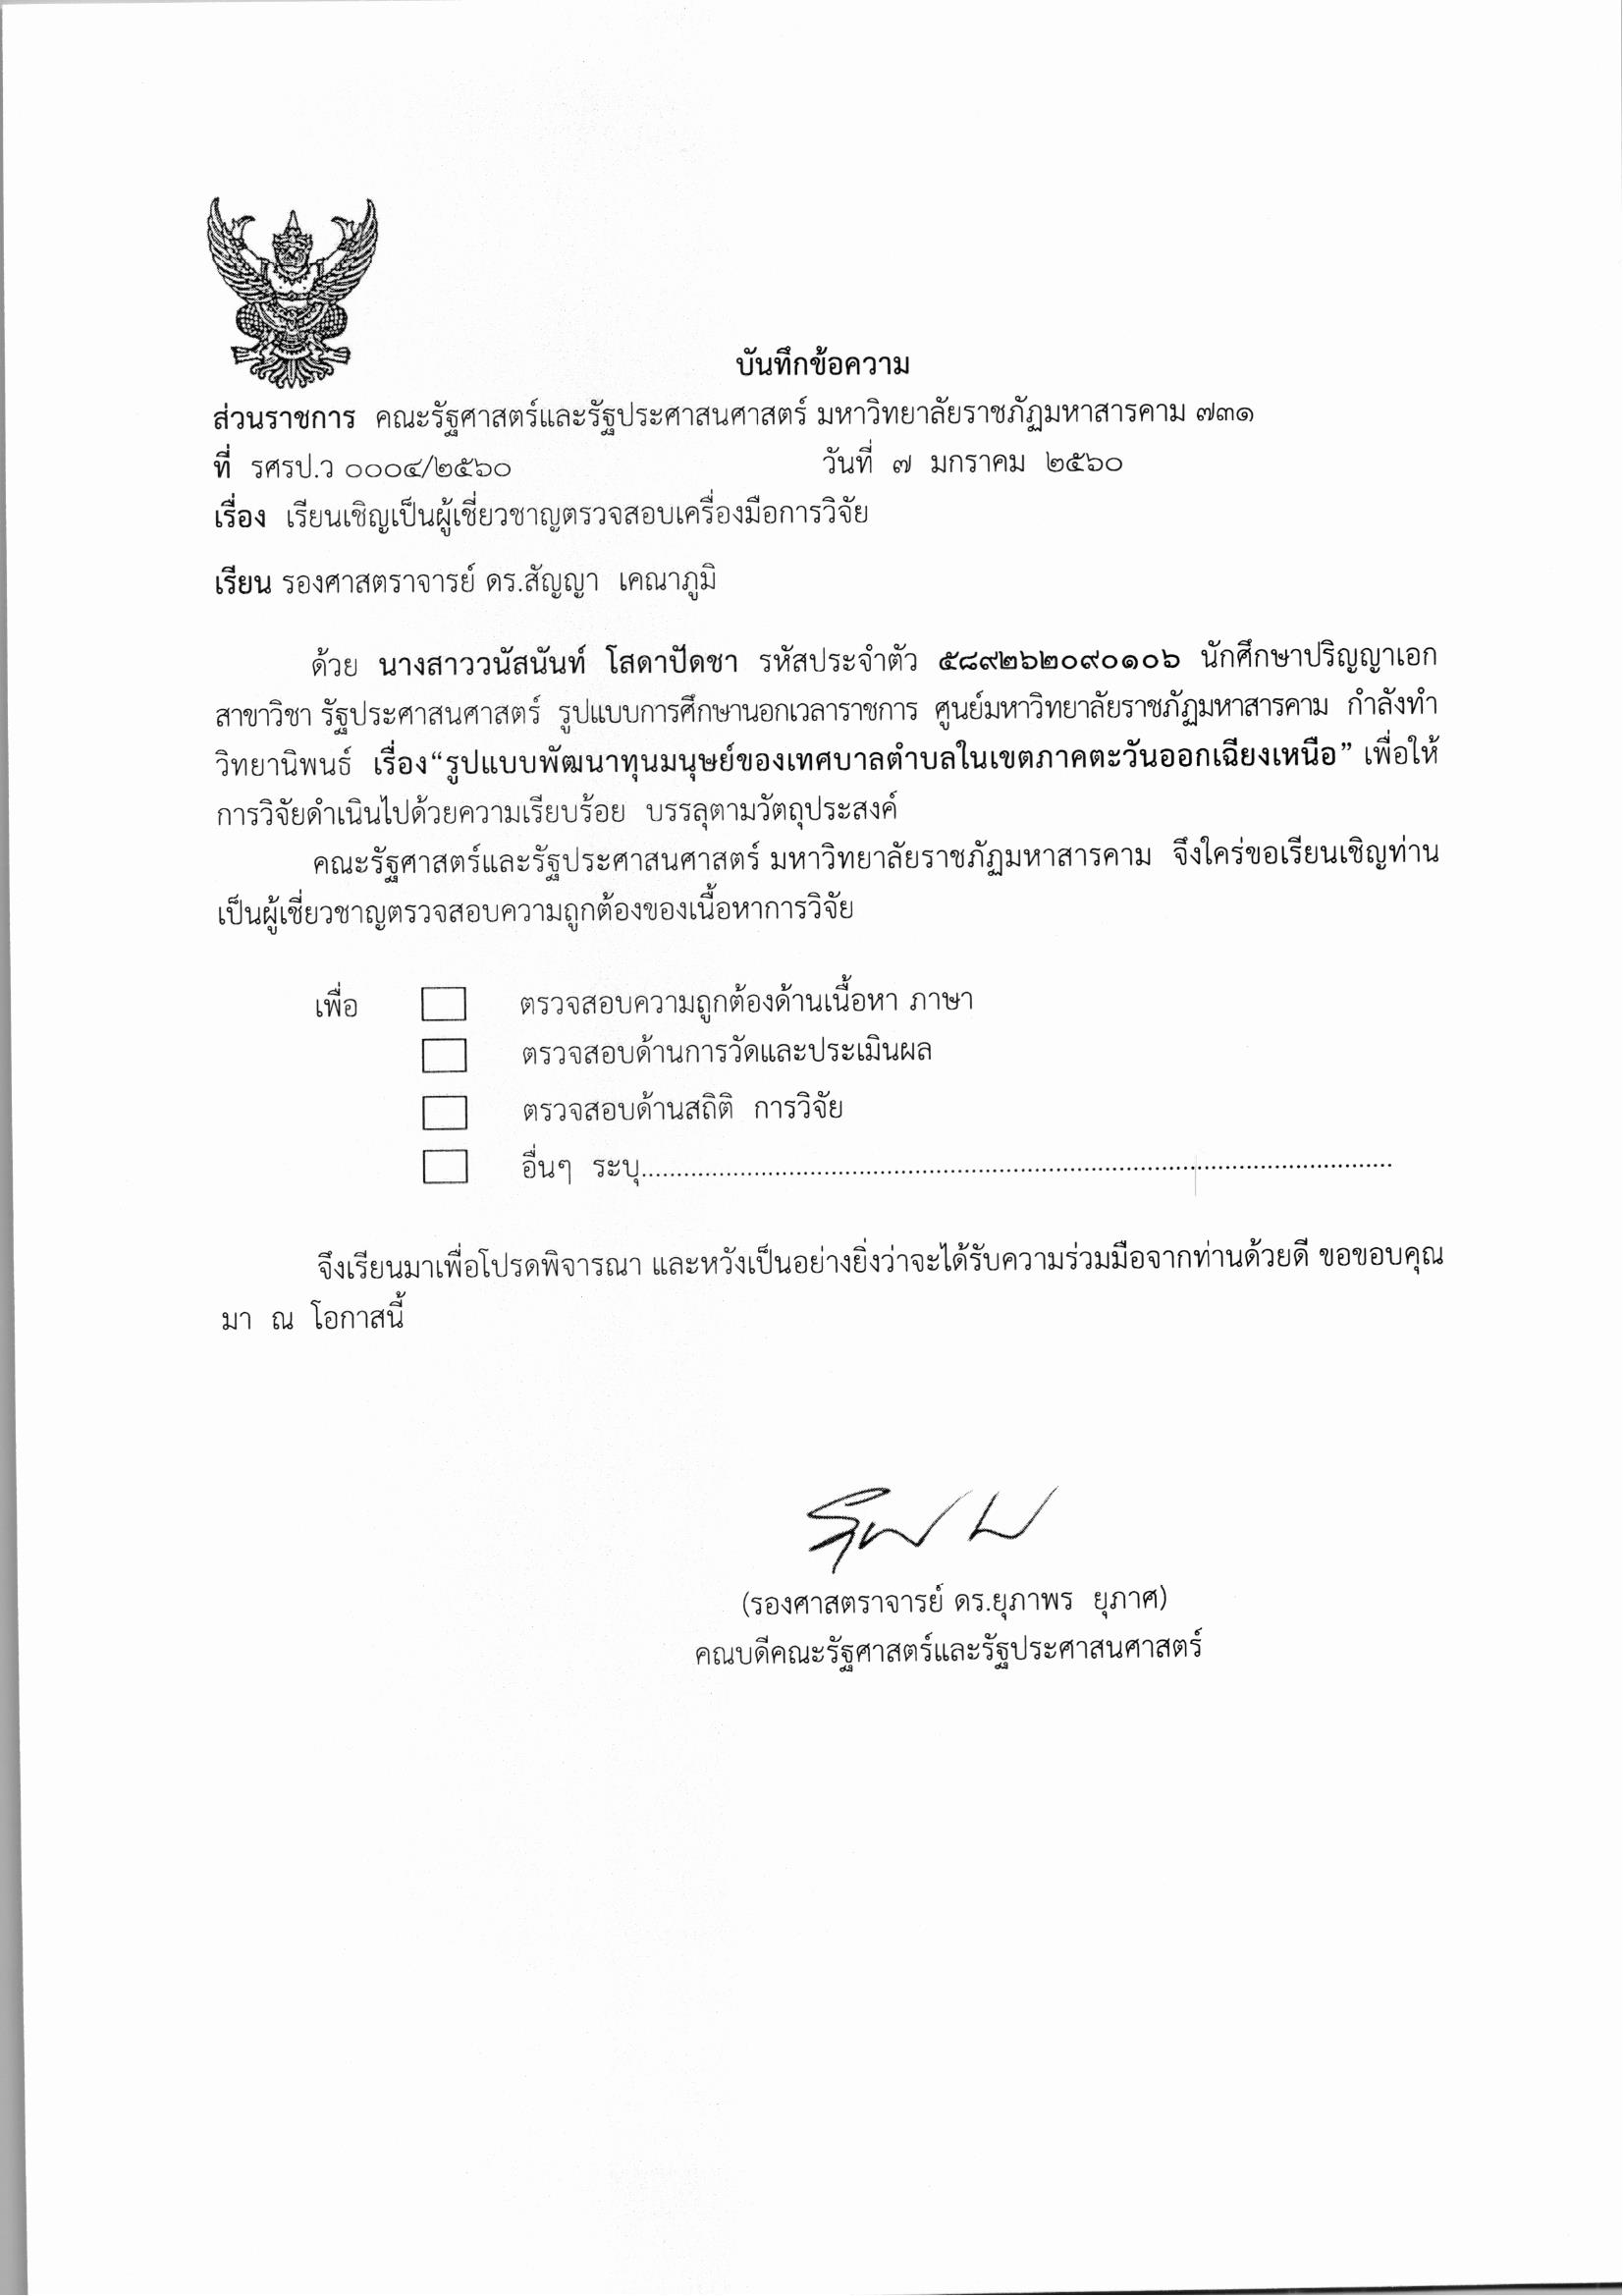 บันทึกข้อความ
ส่วนราชการ คณะรัฐศาสตร์และรัฐประศาสนศาสตร์ มหาวิทยาลัยราชภัฏมหาสารคาม ๗๓๑
ที่ รศรป.ว ๐๐๐๔/๒๕๖๐ วันที่ ๗ มกราคม ๒๕๖๐
เรื่อง เรียนเชิญเป็นผู้เชี่ยวชาญตรวจสอบเครื่องมือการวิจัย
เรียน รองศาสตราจารย์ ดร.สัญญา เคณาภูมิ
ด้วย นางสาววนัสนันท์ โสดาปัดชา รหัสประจำตัว ๕๘๙๒๖๒๐๙๐๑๐๖ นักศึกษาปริญญาเอก
สาขาวิชา รัฐประศาสนศาสตร์ รูปแบบการศึกษานอกเวลาราชการ ศูนย์มหาวิทยาลัยราชภัฏมหาสารคาม กำลังทำ
วิทยานิพนธ์ เรื่อง“รูปแบบพัฒนาทุนมนุษย์ของเทศบาลตำบลในเขตภาคตะวันออกเฉียงเหนือ” เพื่อให้
การวิจัยดำเนินไปด้วยความเรียบร้อย บรรลุตามวัตถุประสงค์
คณะรัฐศาสตร์และรัฐประศาสนศาสตร์ มหาวิทยาลัยราชภัฏมหาสารคาม จึงใคร่ขอเรียนเชิญท่าน
เป็นผู้เชี่ยวชาญตรวจสอบความถูกต้องของเนื้อหาการวิจัย
เพื่อ ตรวจสอบความถูกต้องด้านเนื้อหา ภาษา
ตรวจสอบด้านการวัดและประเมินผล
ตรวจสอบด้านสถิติ การวิจัย
อื่นๆ ระบุ..........................................................................................................
จึงเรียนมาเพื่อโปรดพิจารณา และหวังเป็นอย่างยิ่งว่าจะได้รับความร่วมมือจากท่านด้วยดี ขอขอบคุณ
มา ณ โอกาสนี้
(รองศาสตราจารย์ ดร.ยุภาพร ยุภาศ)
คณบดีคณะรัฐศาสตร์และรัฐประศาสนศาสตร์